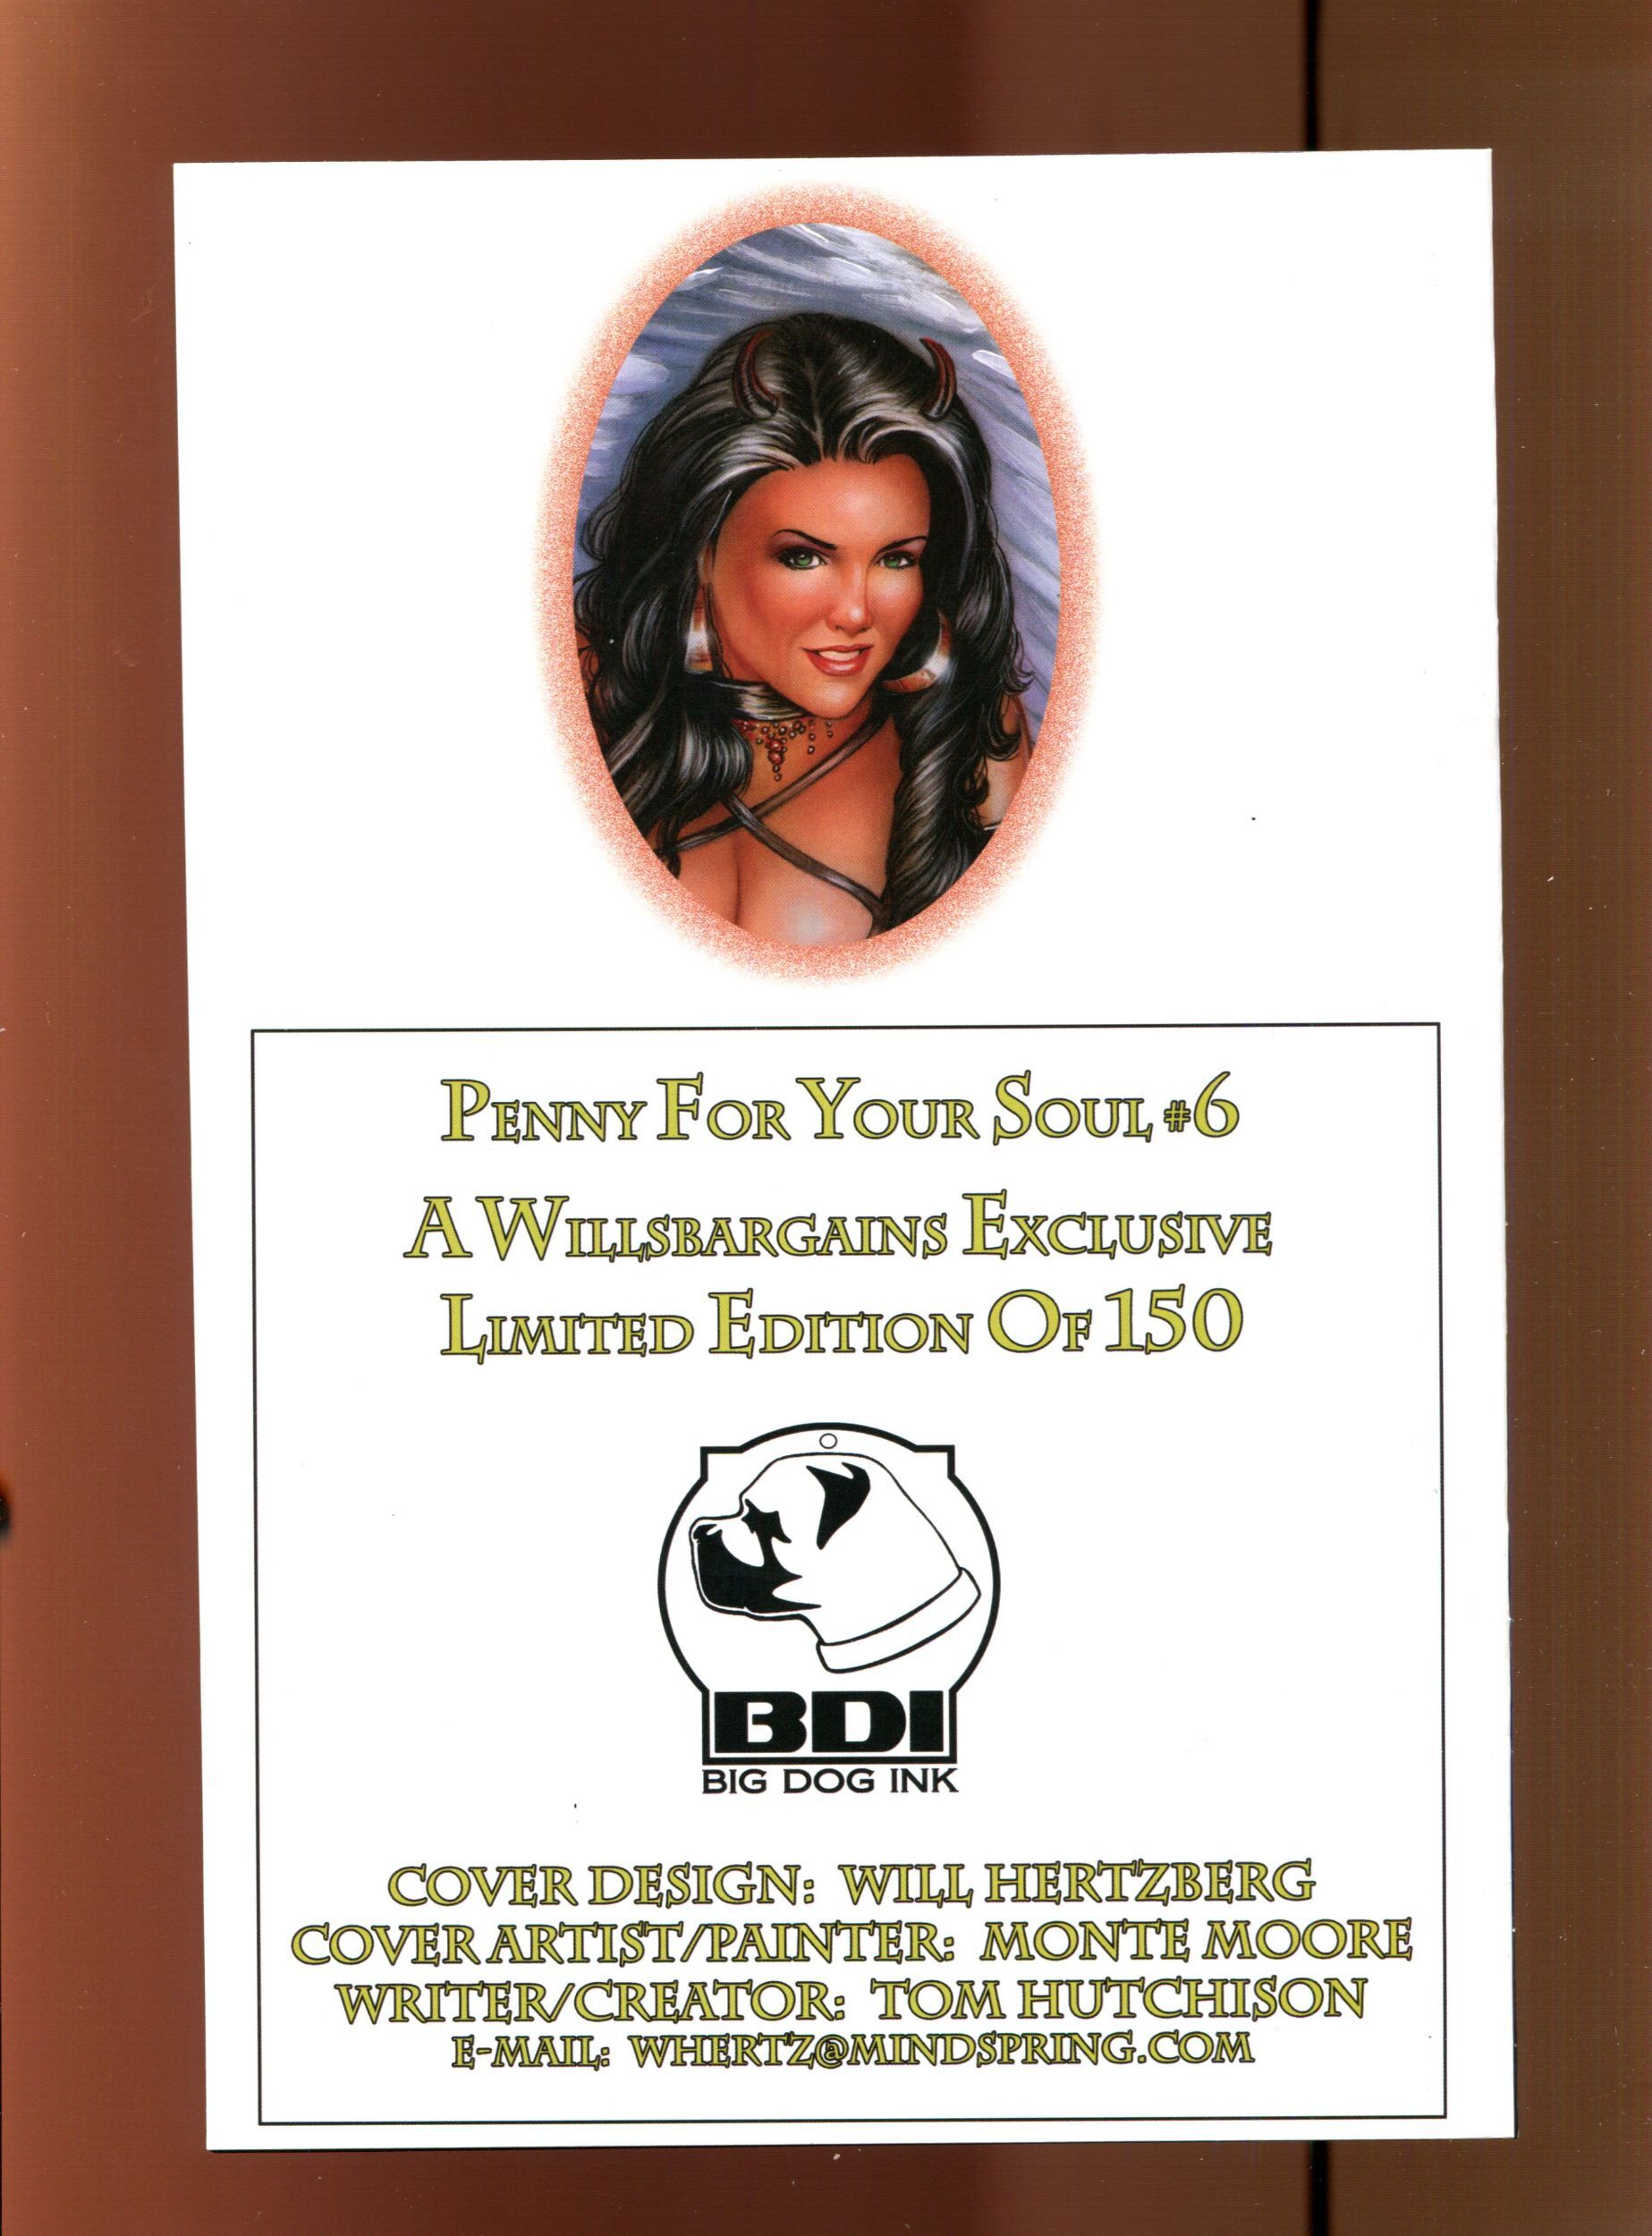 Penny For Your Soul #6
A Willsbargains Exclusive
Limited Edition Of 150
BDI
BIG DOG INK
COVER DESIGN: WILL HERTZBERG
COVER ARTIST/PAINTER: MONTE MOORE
WRITER/CREATOR: TOM HUTCHISON
E-MAIL: WHERTZ@MINDSPRING.COM